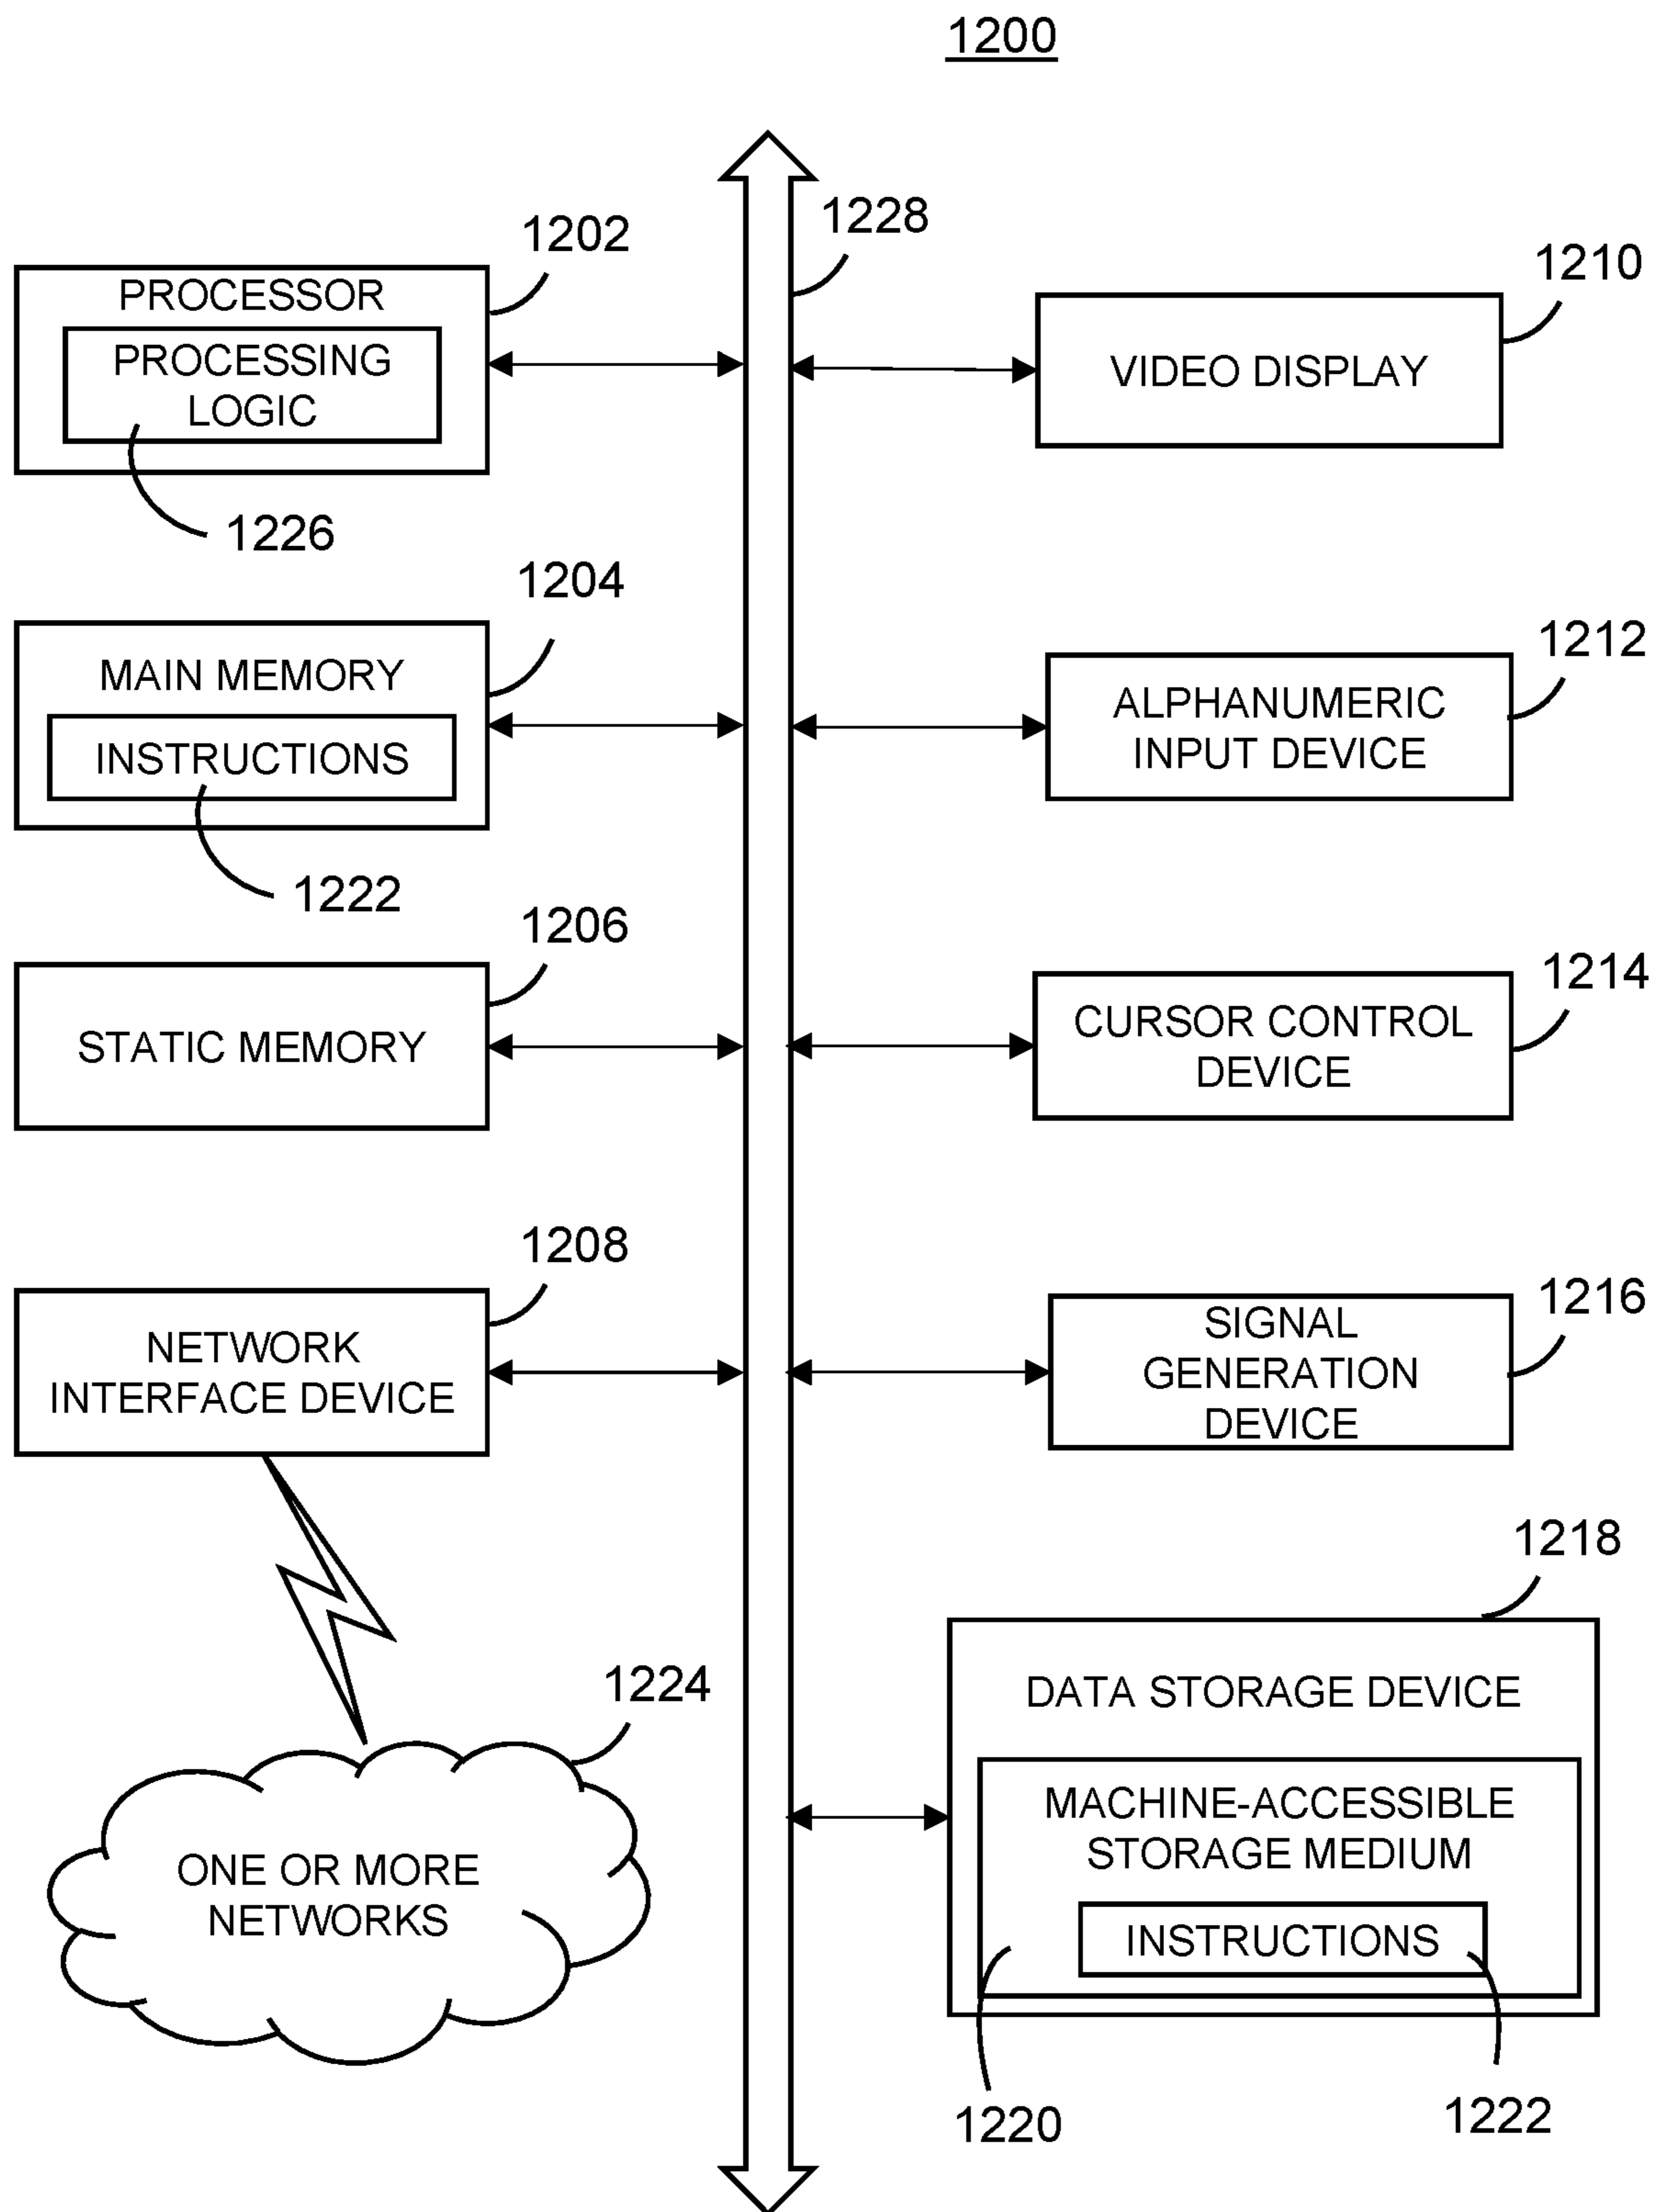 1200
1202
PROCESSOR
PROCESSING
LOGIC
1226
1228
1210
VIDEO DISPLAY
1204
MAIN MEMORY
INSTRUCTIONS
1222
1212
ALPHANUMERIC
INPUT DEVICE
1206
STATIC MEMORY
1214
CURSOR CONTROL
DEVICE
1208
NETWORK
INTERFACE DEVICE
1216
SIGNAL
GENERATION
DEVICE
1224
ONE OR MORE
NETWORKS
1218
DATA STORAGE DEVICE
MACHINE-ACCESSIBLE
STORAGE MEDIUM
INSTRUCTIONS
1220
1222